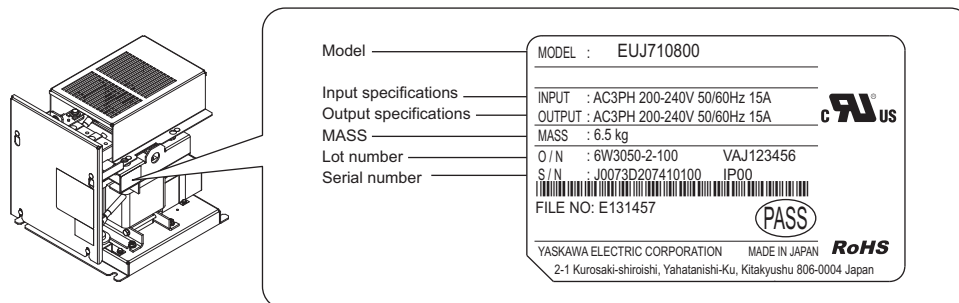 Model
Input specifications
Output specifications
MASS
Lot number
Serial number
MODEL : EUJ710800
INPUT : AC3PH 200-240V 50/60Hz 15A
OUTPUT : AC3PH 200-240V 50/60Hz 15A
MASS : 6.5 kg
O / N : 6W3050-2-100 VAJ123456
S / N : J0073D207410100 IP00
FILE NO: E131457
PASS
YASKAWA ELECTRIC CORPORATION MADE IN JAPAN
2-1 Kurosaki-shiroishi, Yahatanishi-Ku, Kitakyushu 806-0004 Japan
c RU ® US
RoHS